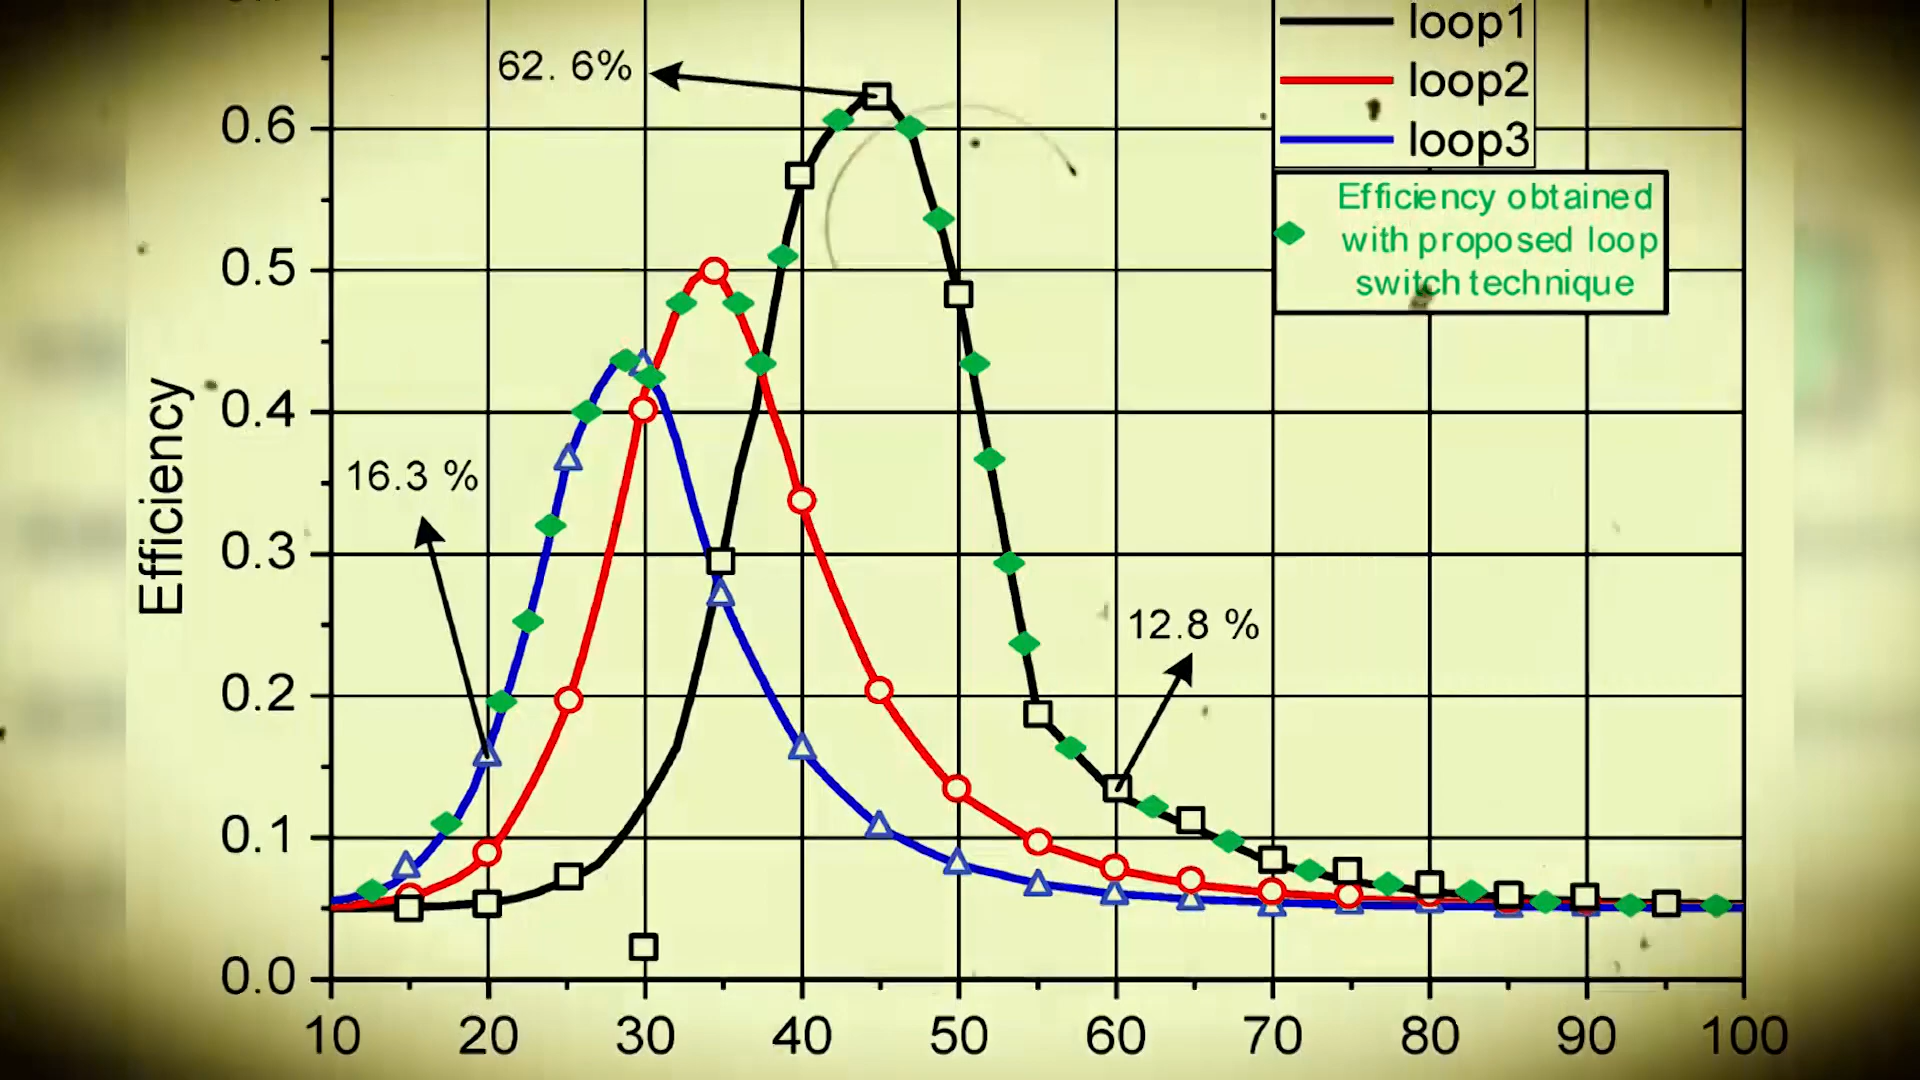 loop1
loop2
loop3
Efficiency obtained
with proposed loop
switch technique
62. 6%
16.3 %
12.8 %
Efficiency
0.6
0.5
0.4
0.3
0.2
0.1
0.0
10 20 30 40 50 60 70 80 90 100